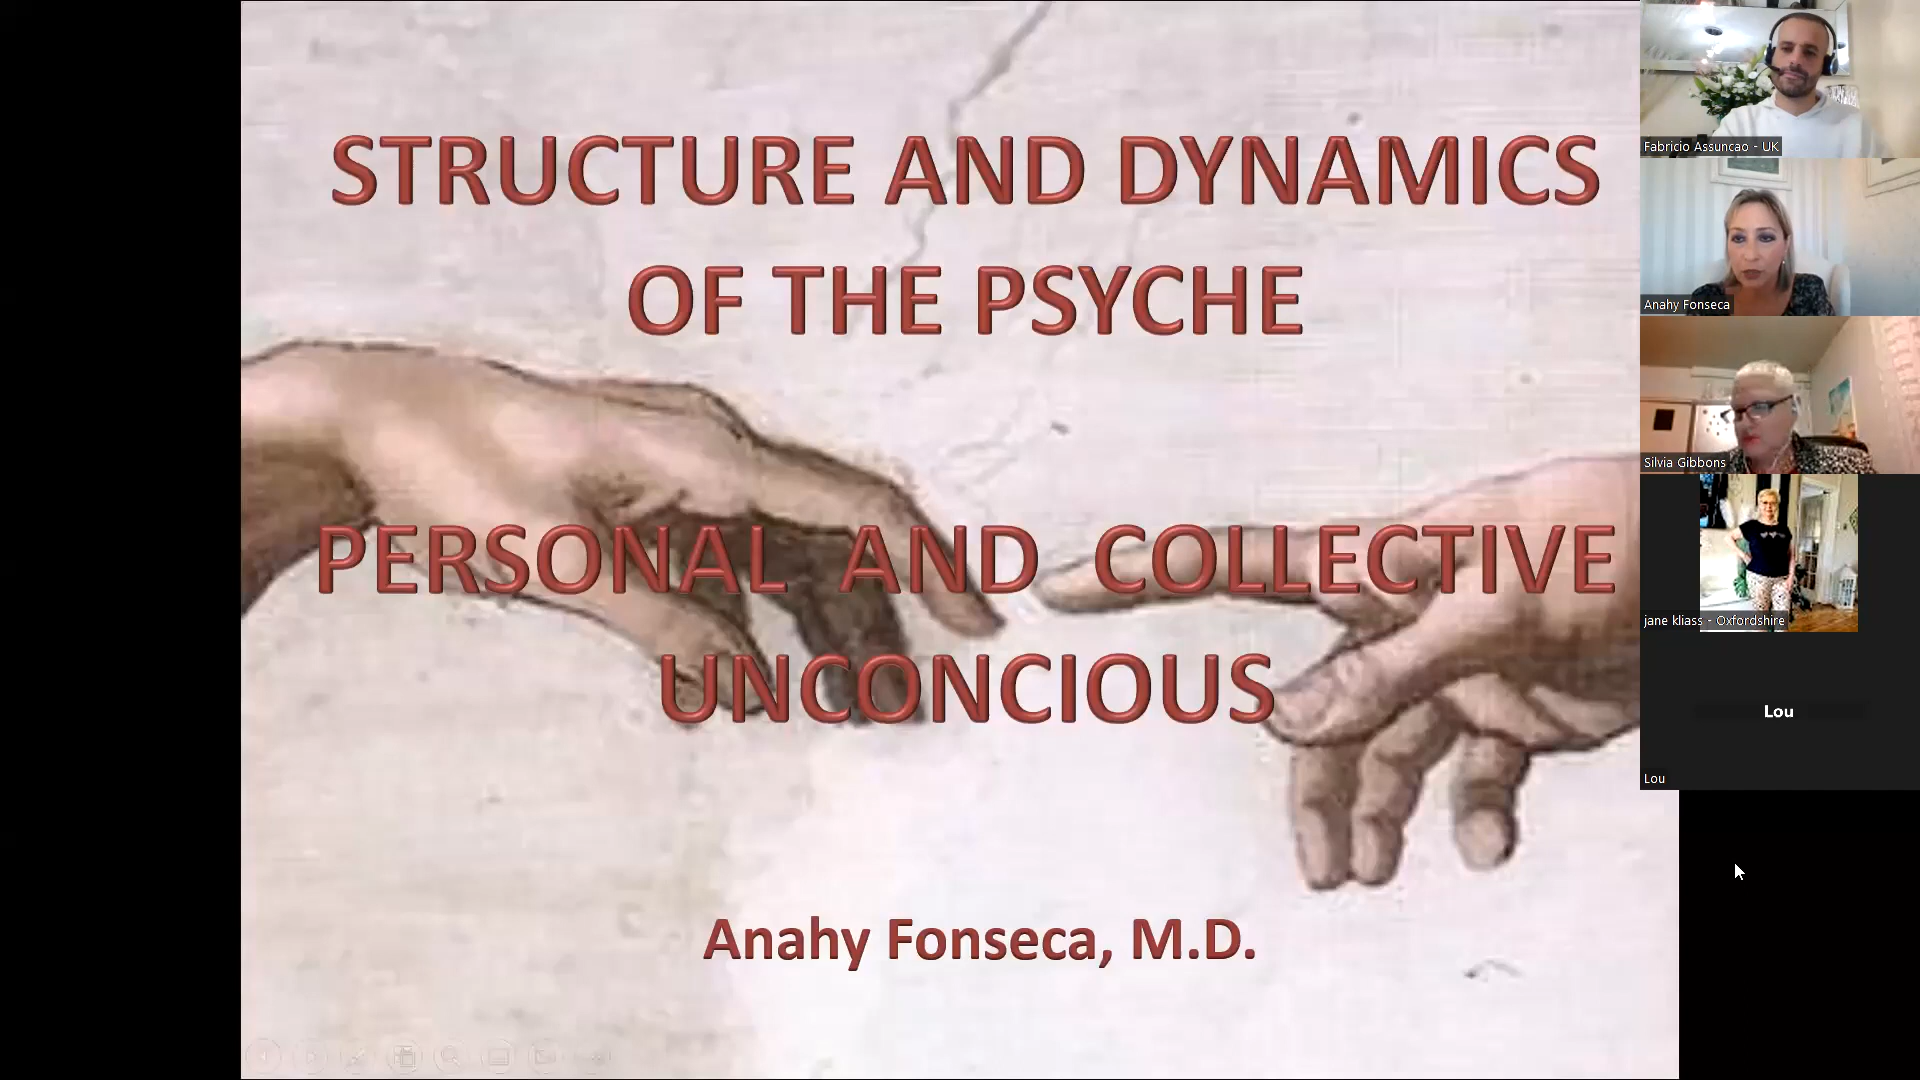 STRUCTURE AND DYNAMICS
OF THE PSYCHE
PERSONAL AND COLLECTIVE
UNCONCIOUS
Anahy Fonseca, M.D.
Fabricio Assuncao - UK
Anahy Fonseca
Silvia Gibbons
jane kliass - Oxfordshire
Lou
Lou